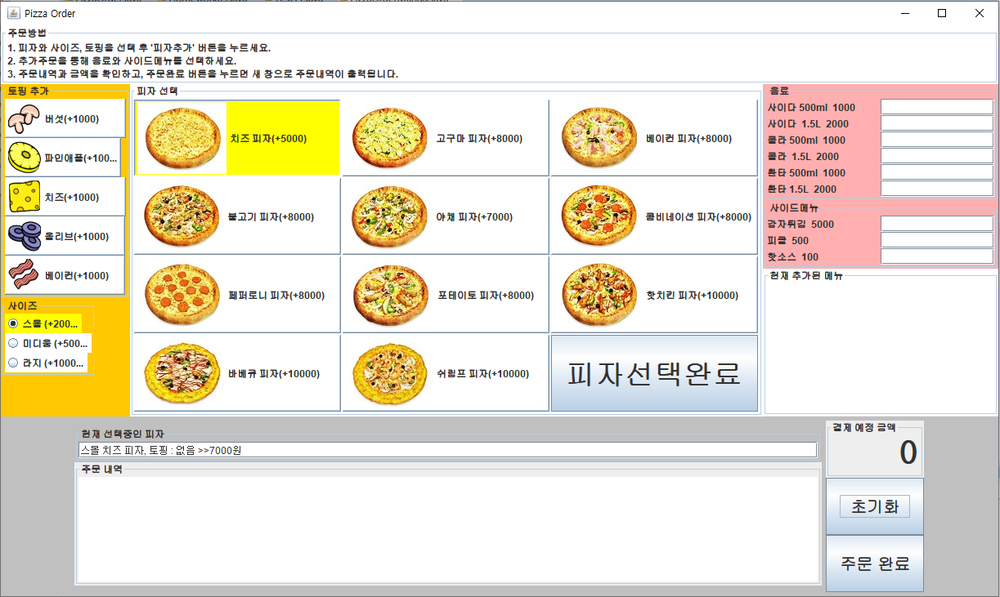 Pizza Order
주문방법
1. 피자와 사이즈, 토핑을 선택 후 '피자추가' 버튼을 누르세요.
2. 추가주문을 통해 음료와 사이드메뉴를 선택하세요.
3. 주문내역과 금액을 확인하고, 주문완료 버튼을 누르면 새 창으로 주문내역이 출력됩니다.
토핑 추가
버섯(+1000)
파인애플(+100...
치즈(+1000)
올리브(+1000)
베이컨(+1000)
사이즈
스몰 (+200...
미디움 (+500...
라지 (+1000...
피자 선택
치즈 피자(+5000)
고구마 피자(+8000)
베이컨 피자(+8000)
불고기 피자(+8000)
야채 피자(+7000)
콤비네이션 피자(+8000)
페퍼로니 피자(+8000)
포테이토 피자(+8000)
핫치킨 피자(+10000)
바베큐 피자(+10000)
쉬림프 피자(+10000)
피자선택완료
음료
사이다 500ml 1000
사이다 1.5L 2000
콜라 500ml 1000
콜라 1.5L 2000
환타 500ml 1000
환타 1.5L 2000
사이드메뉴
감자튀김 5000
피클 500
핫소스 100
현재 추가된 메뉴
현재 선택중인 피자
스몰 치즈 피자, 토핑 : 없음 >>7000원
주문 내역
결제 예정 금액
0
초기화
주문 완료